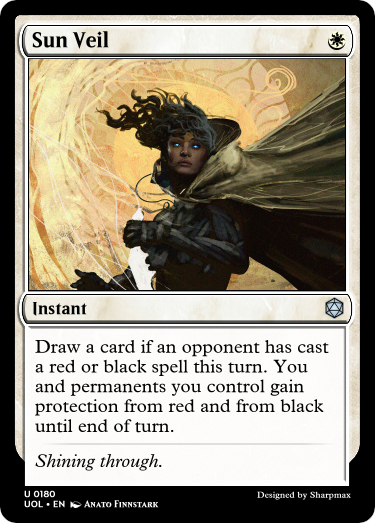 Sun Veil
Instant
Draw a card if an opponent has cast
a red or black spell this turn. You
and permanents you control gain
protection from red and from black
until end of turn.
Shining through.
U 0180
UOL • EN Anato Finnstark
Designed by Sharpmax